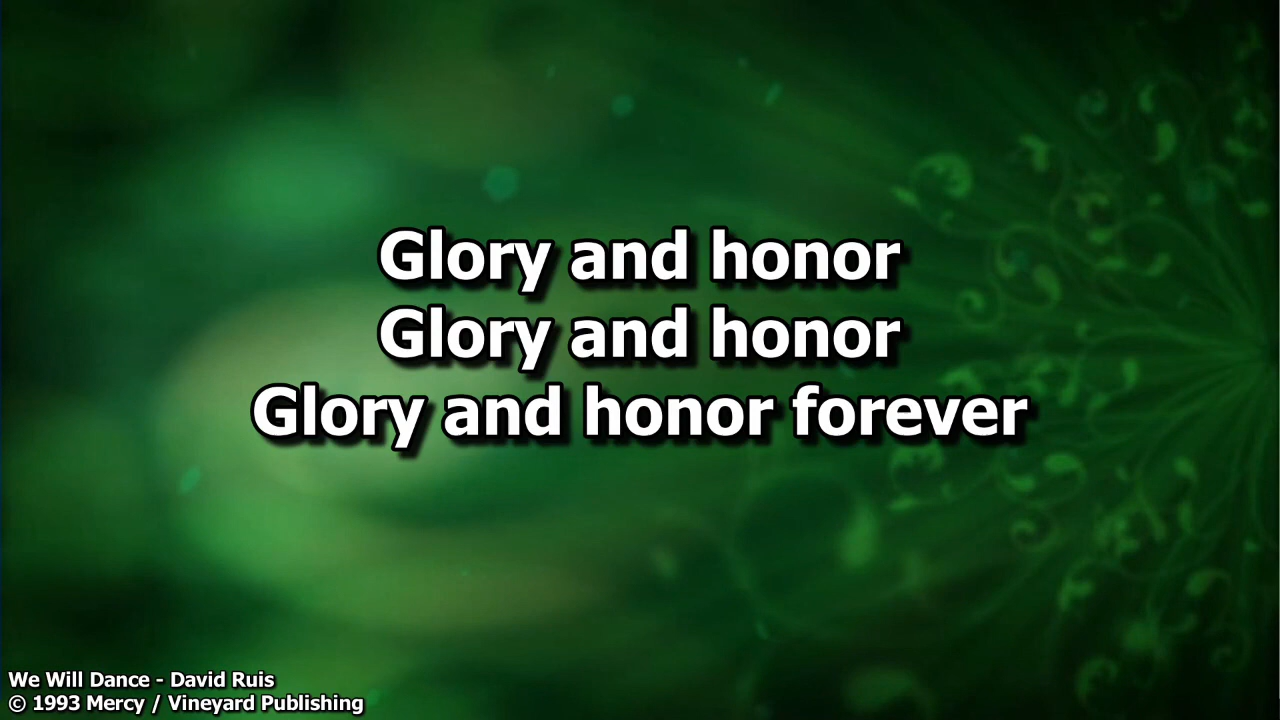 Glory and honor
Glory and honor
Glory and honor forever
We Will Dance - David Ruis
© 1993 Mercy / Vineyard Publishing